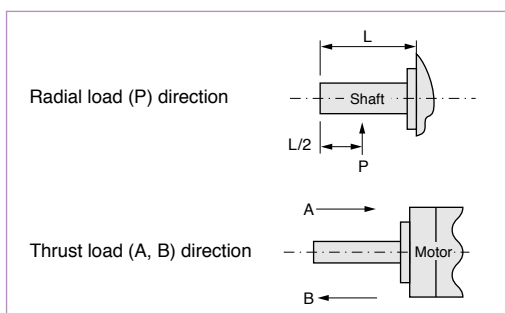 L
Radial load (P) direction
Shaft
L/2
P
A
Thrust load (A, B) direction
Motor
B